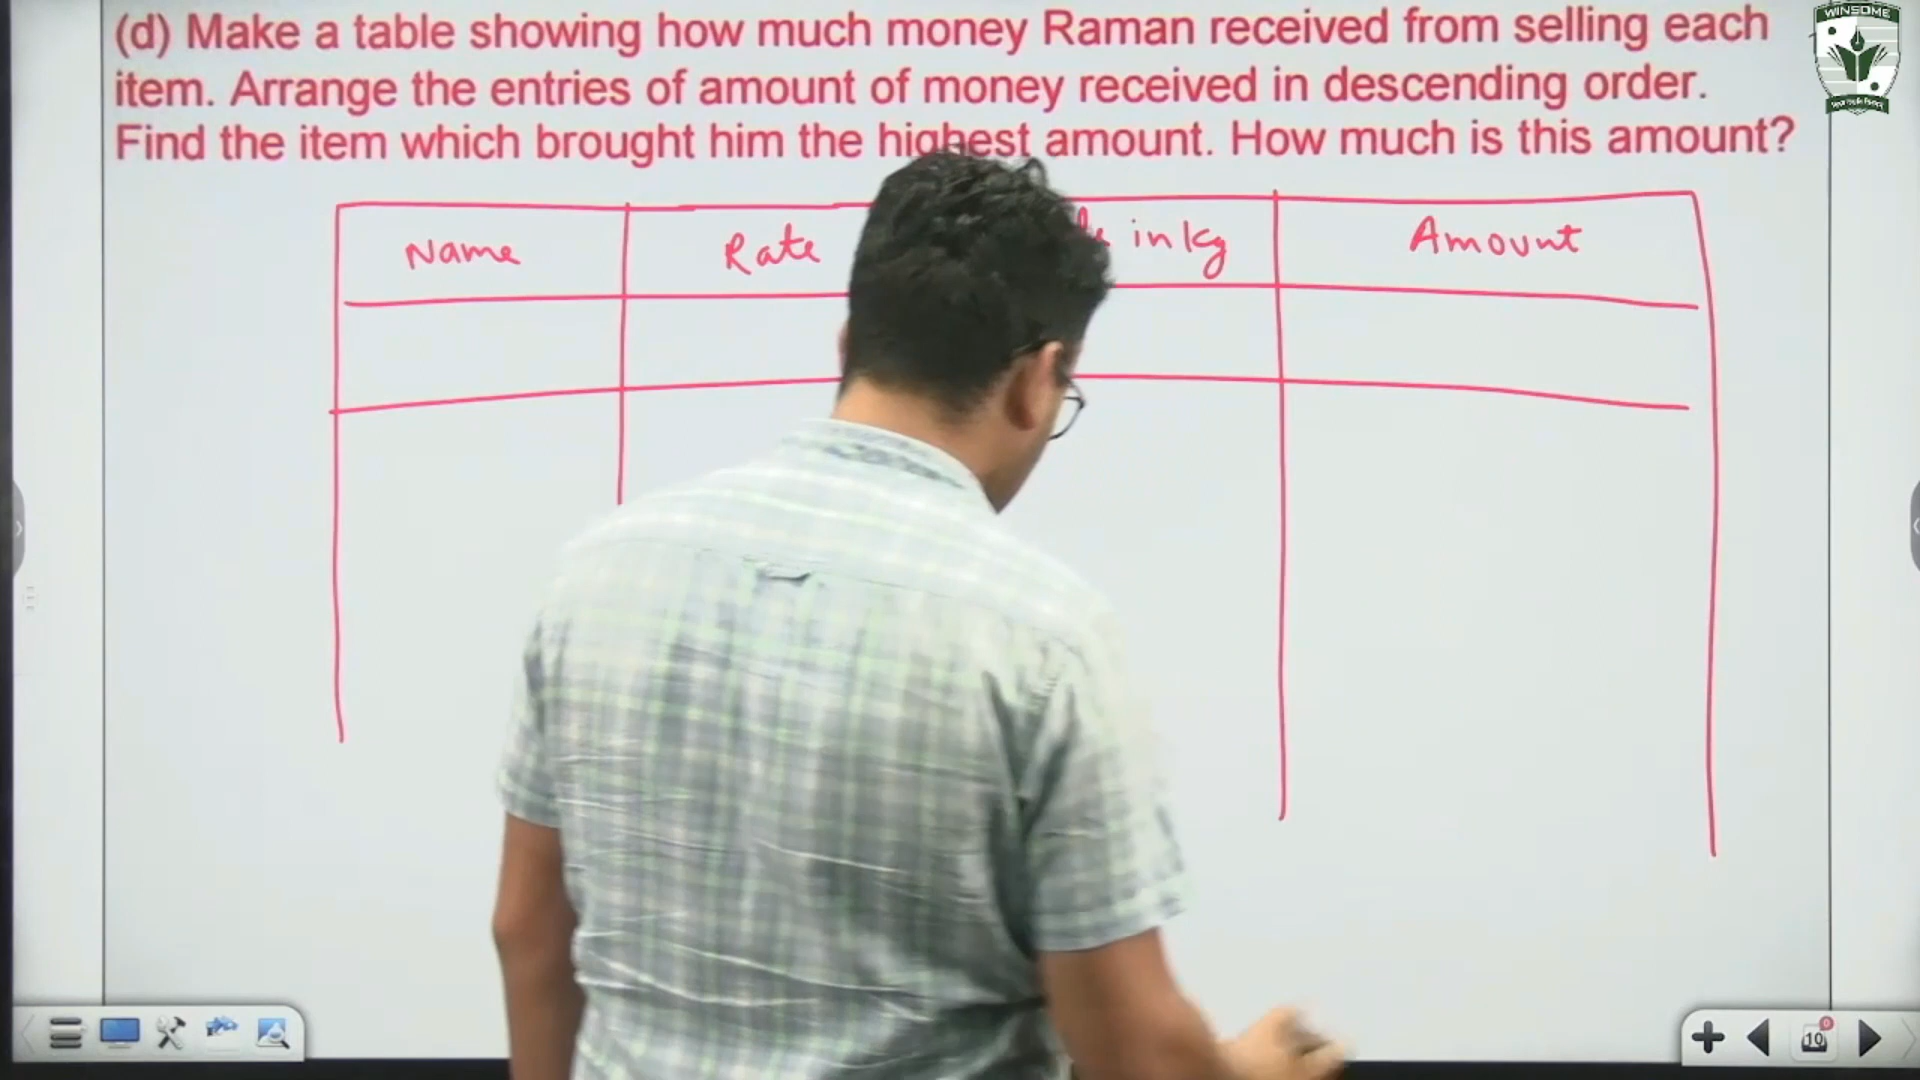 (d) Make a table showing how much money Raman received from selling each
item. Arrange the entries of amount of money received in descending order.
Find the item which brought him the highest amount. How much is this amount?
Name Rate in kg Amount
WINSOME
10
0